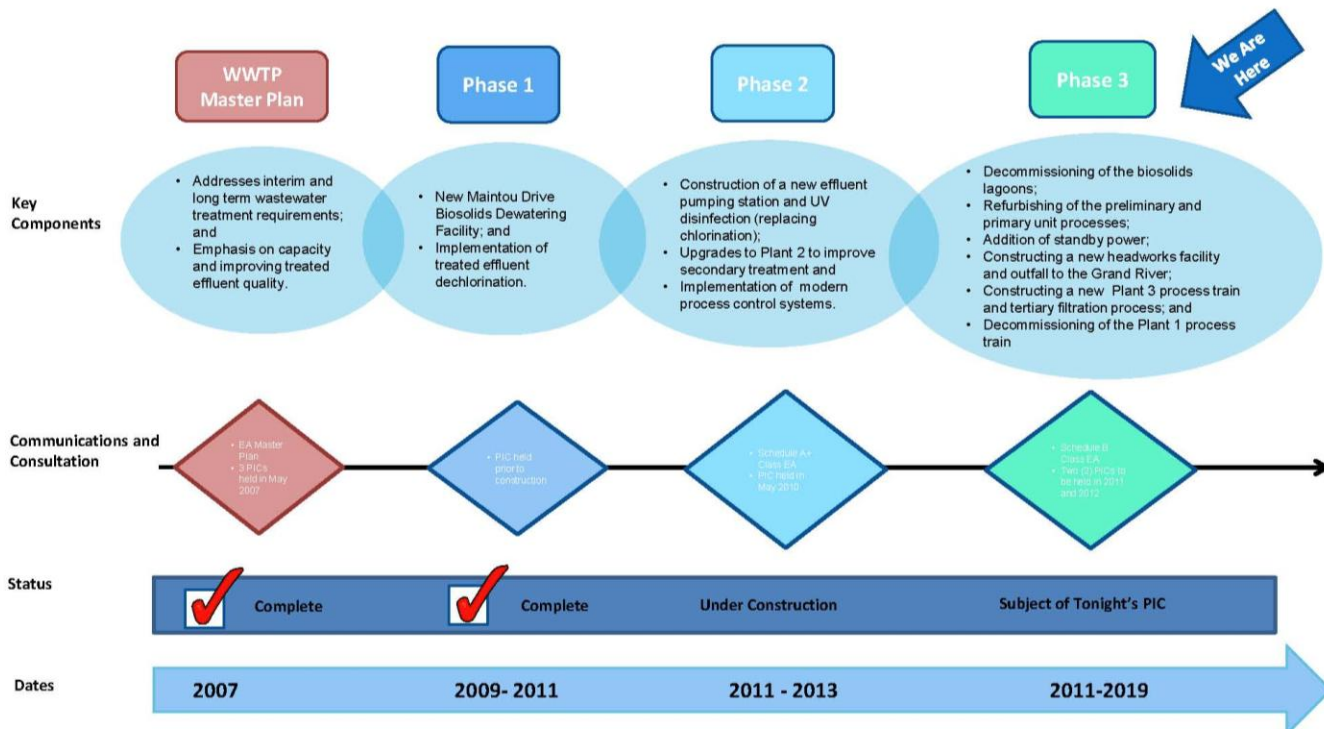 WWTP
Master Plan
Phase 1
Phase 2
Phase 3
We Are
Here
Key
Components
• Addresses interim and
long term wastewater
treatment requirements;
and
• Emphasis on capacity
and improving treated
effluent quality.
• New Maintou Drive
Biosolids Dewatering
Facility; and
• Implementation of
treated effluent
dechlorination.
• Construction of a new effluent
pumping station and UV
disinfection (replacing
chlorination);
• Upgrades to Plant 2 to improve
secondary treatment and
• Implementation of modern
process control systems.
• Decommissioning of the biosolids
lagoons;
• Refurbishing of the preliminary and
primary unit processes;
• Addition of standby power;
• Constructing a new headworks facility
and outfall to the Grand River;
• Constructing a new Plant 3 process train
and tertiary filtration process; and
• Decommissioning of the Plant 1 process
train
Communications and
Consultation
• EA Master
Plan
• 3 PICs
held in May
2007
• PIC held
prior to
construction
• Schedule A+
Class EA
• PIC held in
May 2010
• Schedule B
Class EA
• Two (2) PICs to
be held in 2011
and 2012
Status
Complete
Complete
Under Construction
Subject of Tonight's PIC
Dates
2007
2009- 2011
2011 - 2013
2011-2019